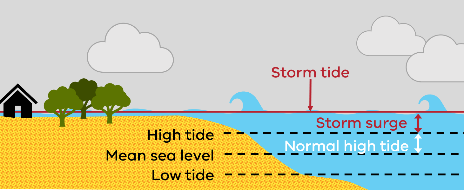 Storm tide
Storm surge
High tide
Normal high tide
Mean sea level
Low tide